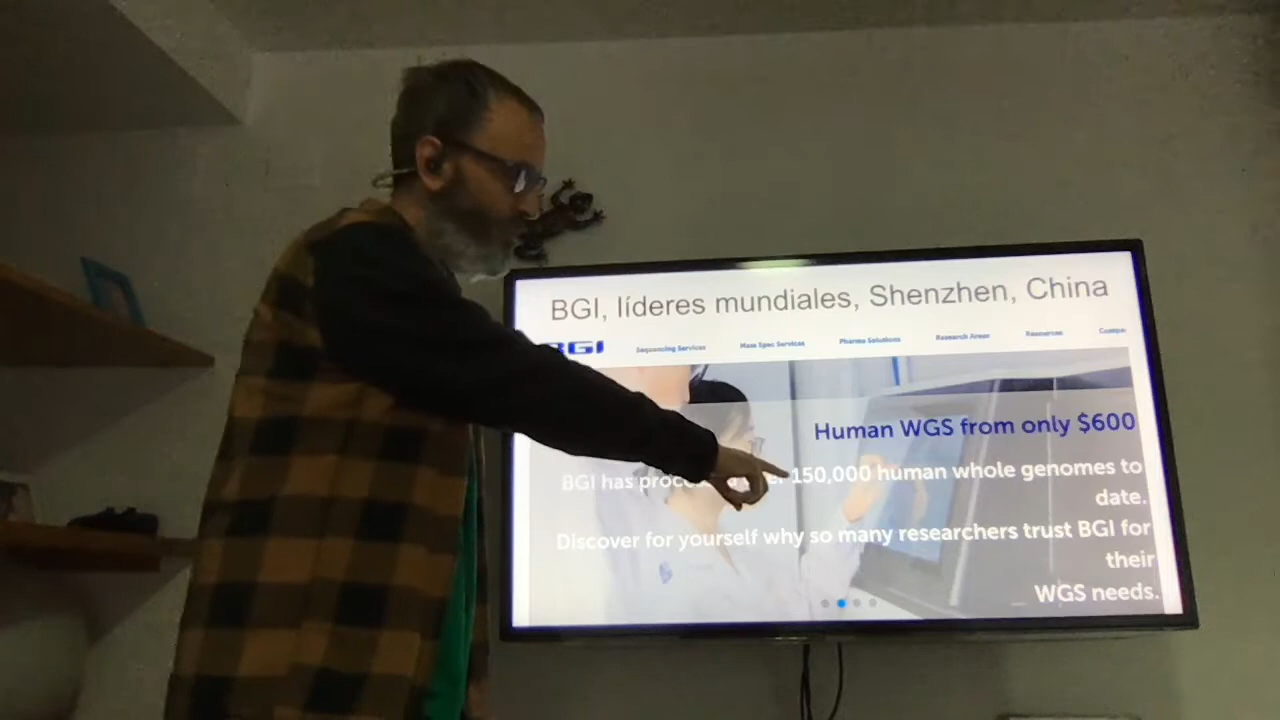 BGI, líderes mundiales, Shenzhen, China
BGI
Sequencing Services Mass Spec Services Pharma Solutions Research Areas Resources
Human WGS from only $600
BGI has 150,000 human whole genomes to
date.
Discover for yourself why so many researchers trust BGI for
their
WGS needs.